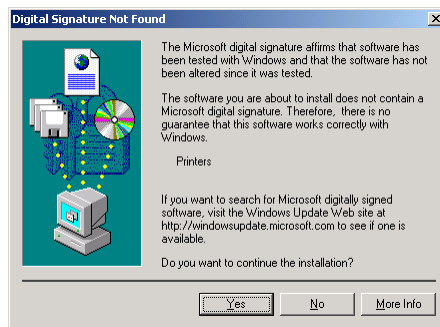 Digital Signature Not Found
The Microsoft digital signature affirms that software has
been tested with Windows and that the software has not
been altered since it was tested.
The software you are about to install does not contain a
Microsoft digital signature. Therefore, there is no
guarantee that this software works correctly with
Windows.
Printers
If you want to search for Microsoft digitally signed
software, visit the Windows Update Web site at
http://windowsupdate.microsoft.com to see if one is
available.
Do you want to continue the installation?
Yes No More Info